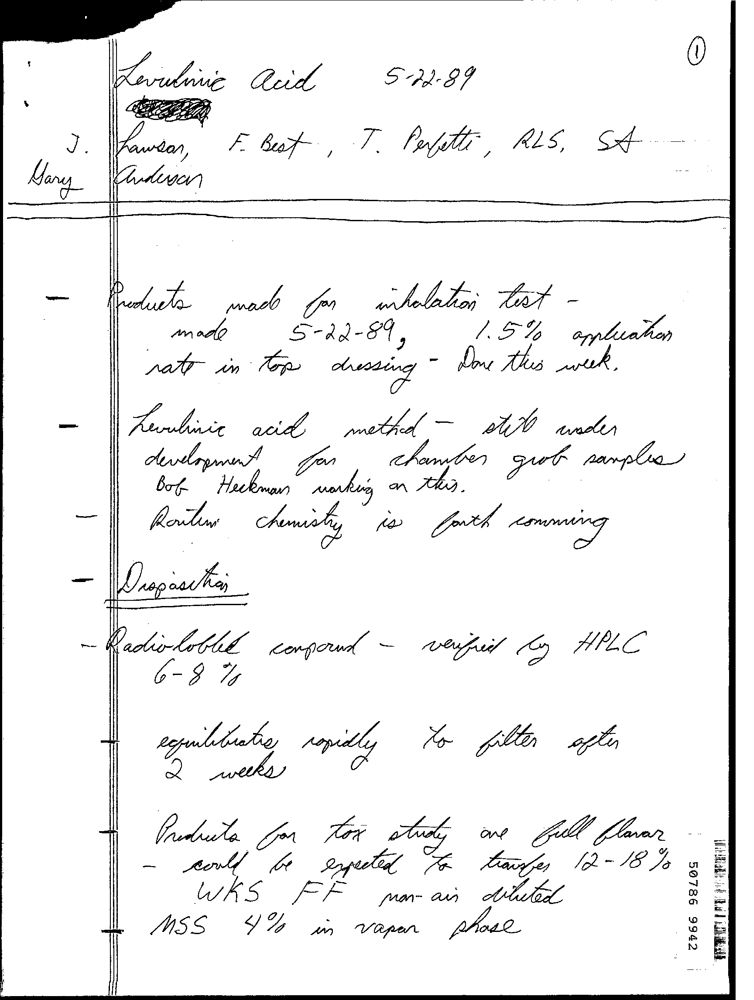 1
Levulinic Acid 5-22-89
J. Lawson, F. Best, T. Perfetti, RLS, SA
Gary Anderson
- Products made for inhalation test -
made 5-22-89, 1.5% application
rate in top dressing - Done this week.
- Levulinic acid method - still under
development for chamber grab samples
Bob Heckman working on this.
- Routine chemistry is forth comming
- Disposition
- Radio-labled compound - verified by HPLC
6-8%
- equilibrates rapidly to filter after
2 weeks
- Products for tox study are full flavor
- could be expected to transfer 12-18%
WKS FF non-air diluted
- MSS 4% in vapor phase
50786 9942